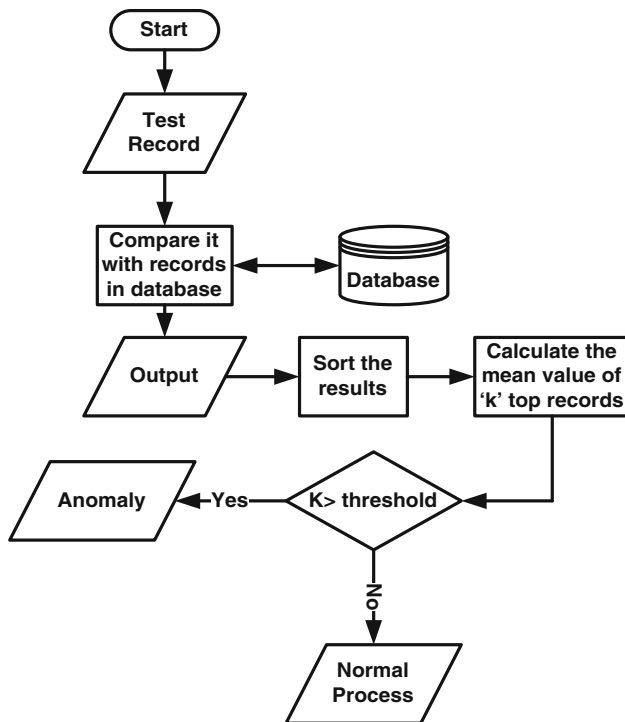 Start
Test
Record
Compare it
with records
in database
Database
Output
Sort the
results
Calculate the
mean value of
‘k’ top records
Anomaly
Yes
K> threshold
No
Normal
Process